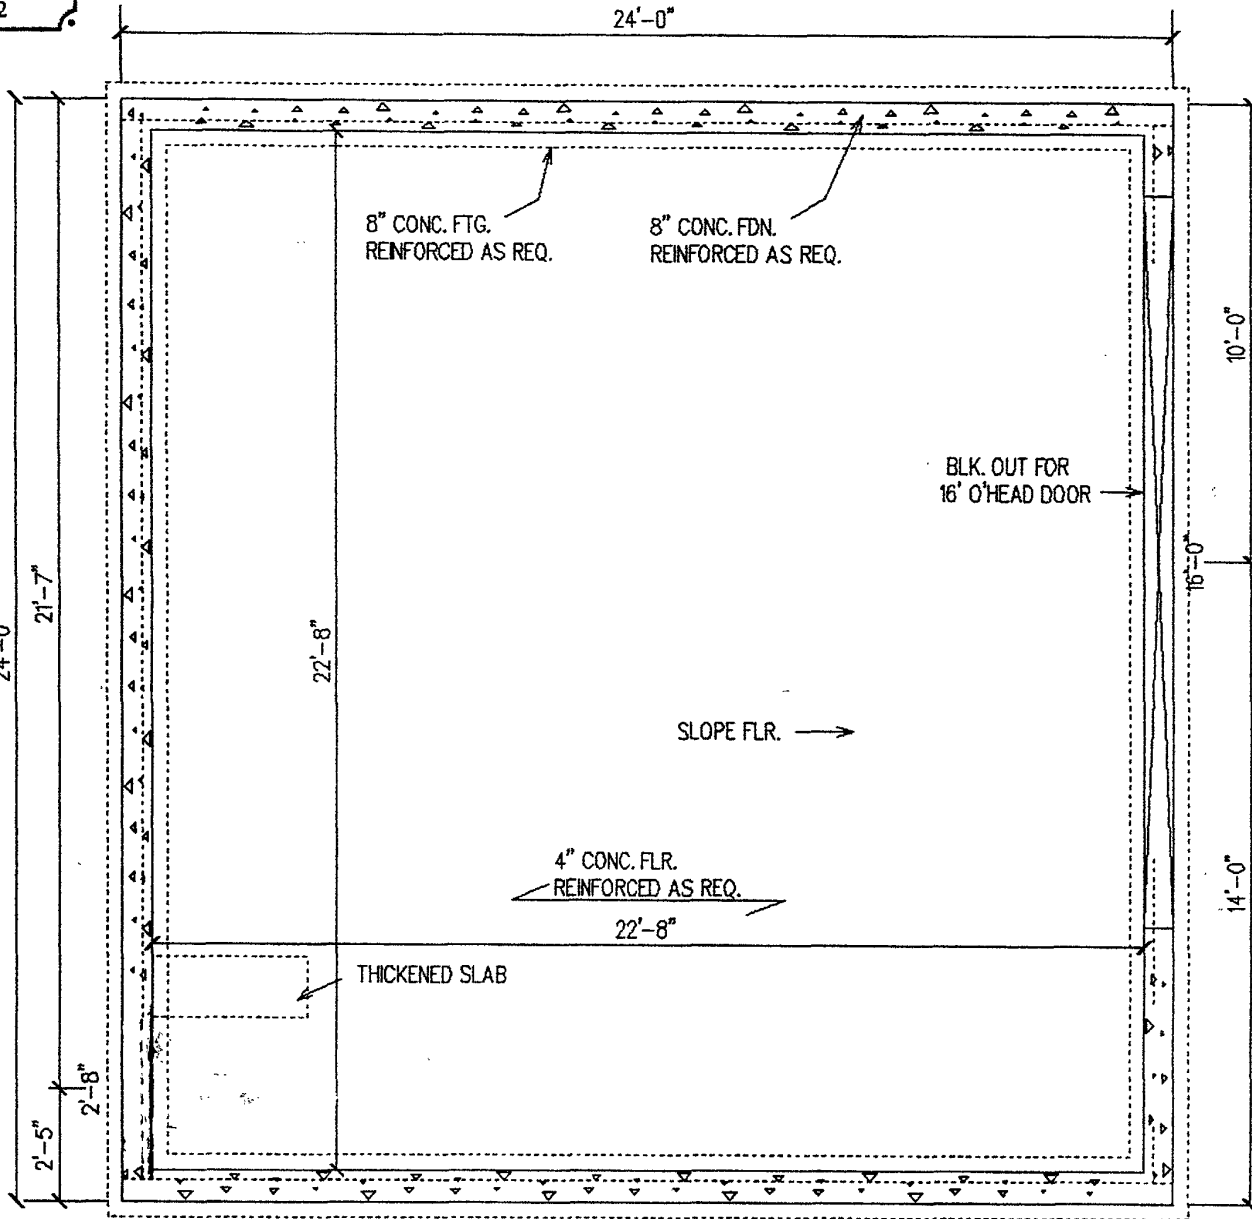 24'-0"
8" CONC. FTG.
REINFORCED AS REQ.
8" CONC. FDN.
REINFORCED AS REQ.
10'-0"
BLK. OUT FOR
16' O'HEAD DOOR
16'-0"
21'-7"
22'-8"
SLOPE FLR.
4" CONC. FLR.
REINFORCED AS REQ.
22'-8"
14'-0"
THICKENED SLAB
2'-8"
2'-5"